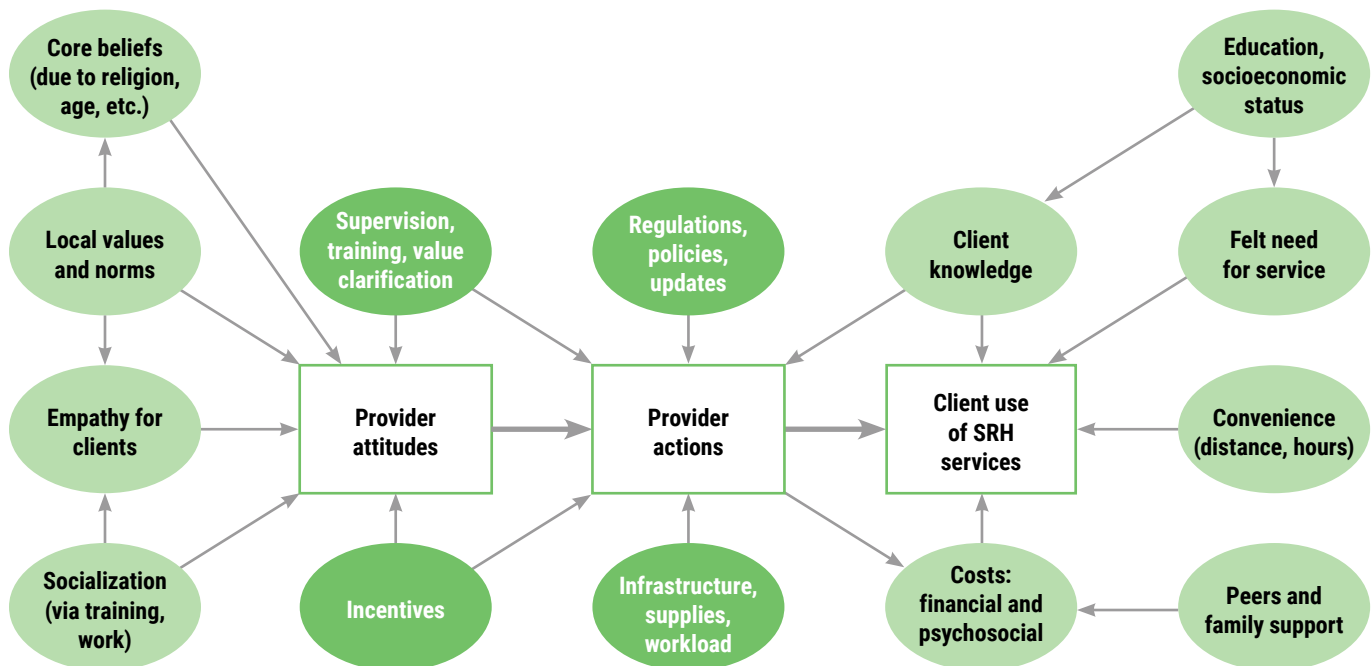 Core beliefs
(due to religion,
age, etc.)
Education,
socioeconomic
status
Local values
and norms
Supervision,
training, value
clarification
Regulations,
policies,
updates
Client
knowledge
Felt need
for service
Empathy for
clients
Provider
attitudes
Provider
actions
Client use
of SRH
services
Convenience
(distance, hours)
Socialization
(via training,
work)
Incentives
Infrastructure,
supplies,
workload
Costs:
financial and
psychosocial
Peers and
family support